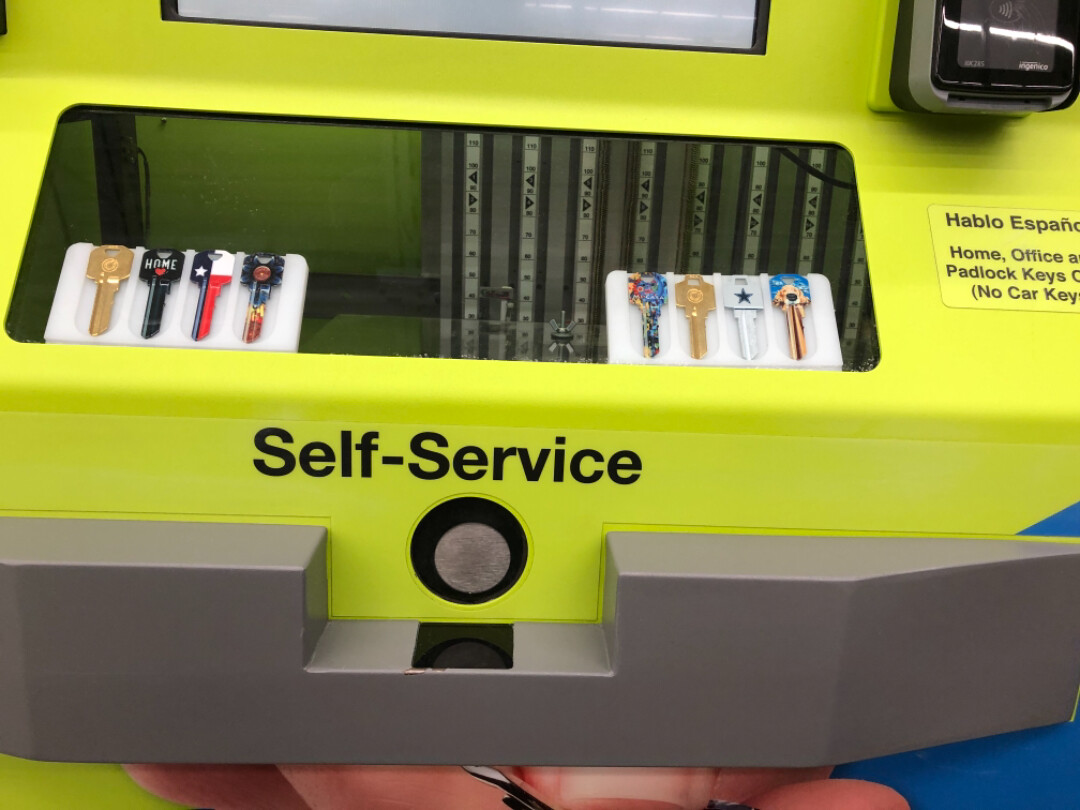 ingenico
Hablo Españo
Home, Office a
Padlock Keys O
(No Car Keys
HOME
Self-Service